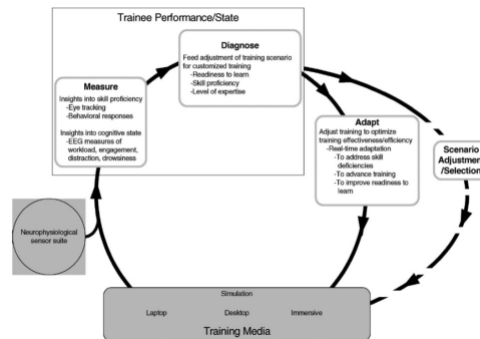 Trainee Performance/State
Diagnose
Feed adjustment of training scenario
for customized training
-Readiness to learn
-Skill proficiency
-Level of expertise
Measure
Insights into skill proficiency
-Eye tracking
-Behavioral responses
Insights into cognitive state
-EEG measures of
workload, engagement,
distraction, drowsiness
Adapt
Adjust training to optimize
training effectiveness/efficiency
-Real-time adaptation
-To address skill
deficiencies
-To advance training
-To improve readiness to
learn
Scenario
Adjustment
/Selection
Neurophysiological
sensor suite
Simulation
Laptop Desktop Immersive
Training Media